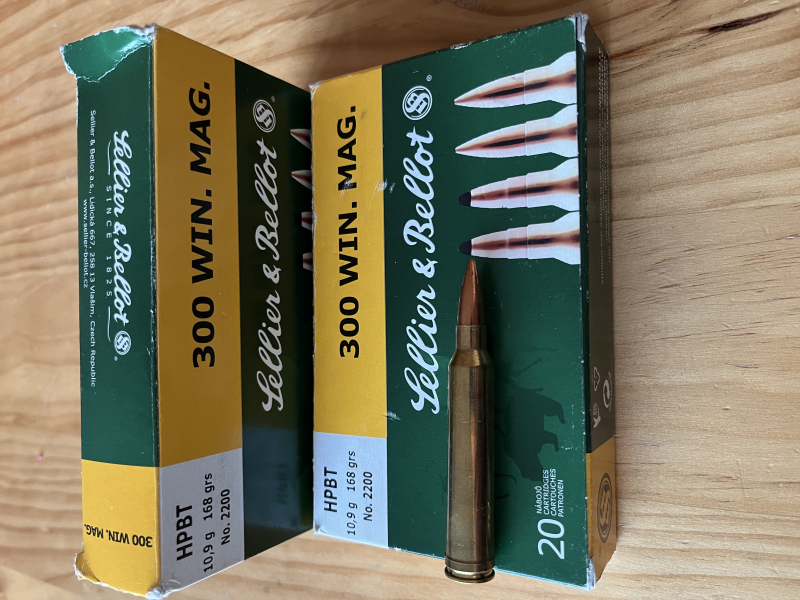 Sellier & Bellot
SINCE 1825
Sellier & Bellot a.s., Lidická 667, 258 13 Vlašim, Czech Republic
www.sellier-bellot.cz
300 WIN. MAG.
300 WIN. MAG.
HPBT
10,9 g 168 grs
No. 2200
Sellier & Bellot
300 WIN. MAG.
HPBT
10,9 g 168 grs
No. 2200
Sellier & Bellot
20
NÁBOJŮ
CARTRIDGES
CARTOUCHES
PATRONEN